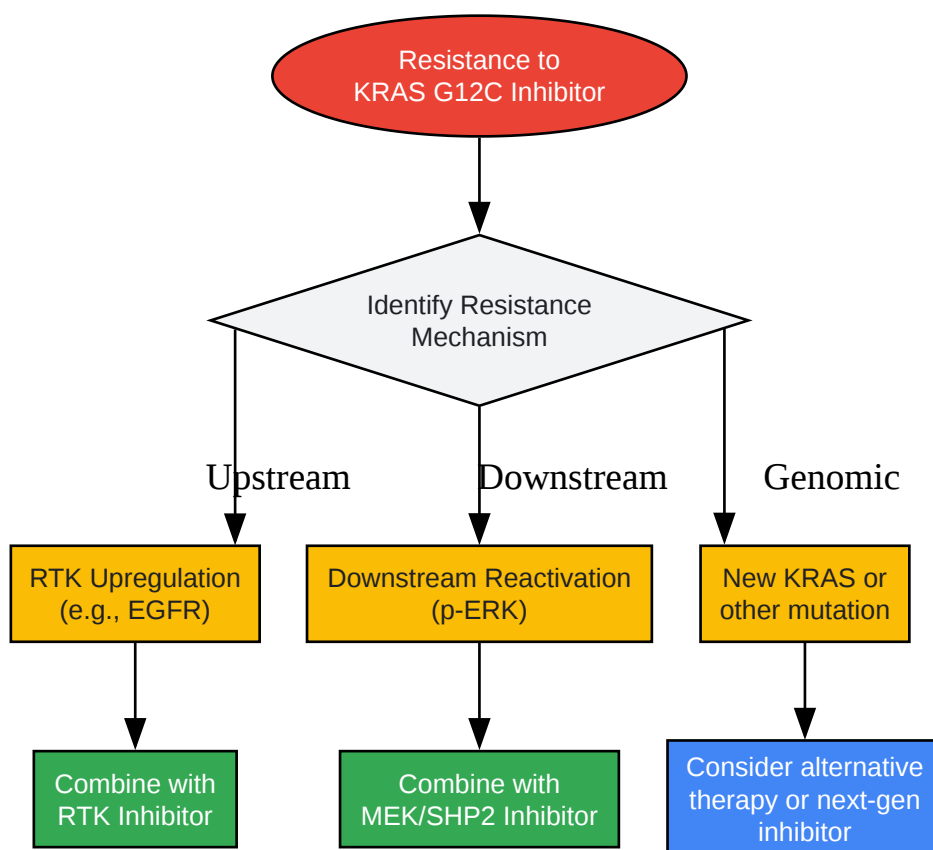 Resistance to
KRAS G12C Inhibitor
Identify Resistance
Mechanism
Upstream
Downstream
Genomic
RTK Upregulation
(e.g., EGFR)
Downstream Reactivation
(p-ERK)
New KRAS or
other mutation
Combine with
RTK Inhibitor
Combine with
MEK/SHP2 Inhibitor
Consider alternative
therapy or next-gen
inhibitor